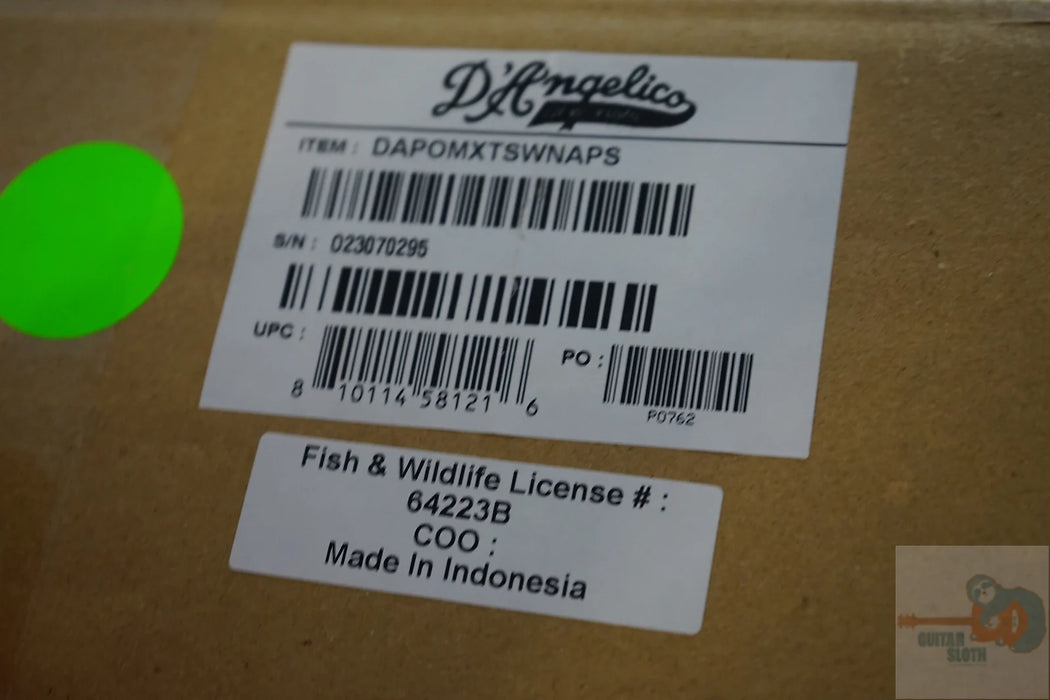 D'Angelico
ITEM : DAPOMXTSWNAPS
S/N : 023070295
UPC :
8 10114 58121 6
PO :
P0762
Fish & Wildlife License # :
64223B
COO :
Made In Indonesia
GUITAR
SLOTH